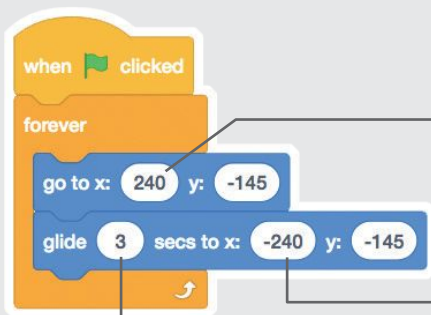 when clicked
forever
go to x: 240 y: -145
glide 3 secs to x: -240 y: -145